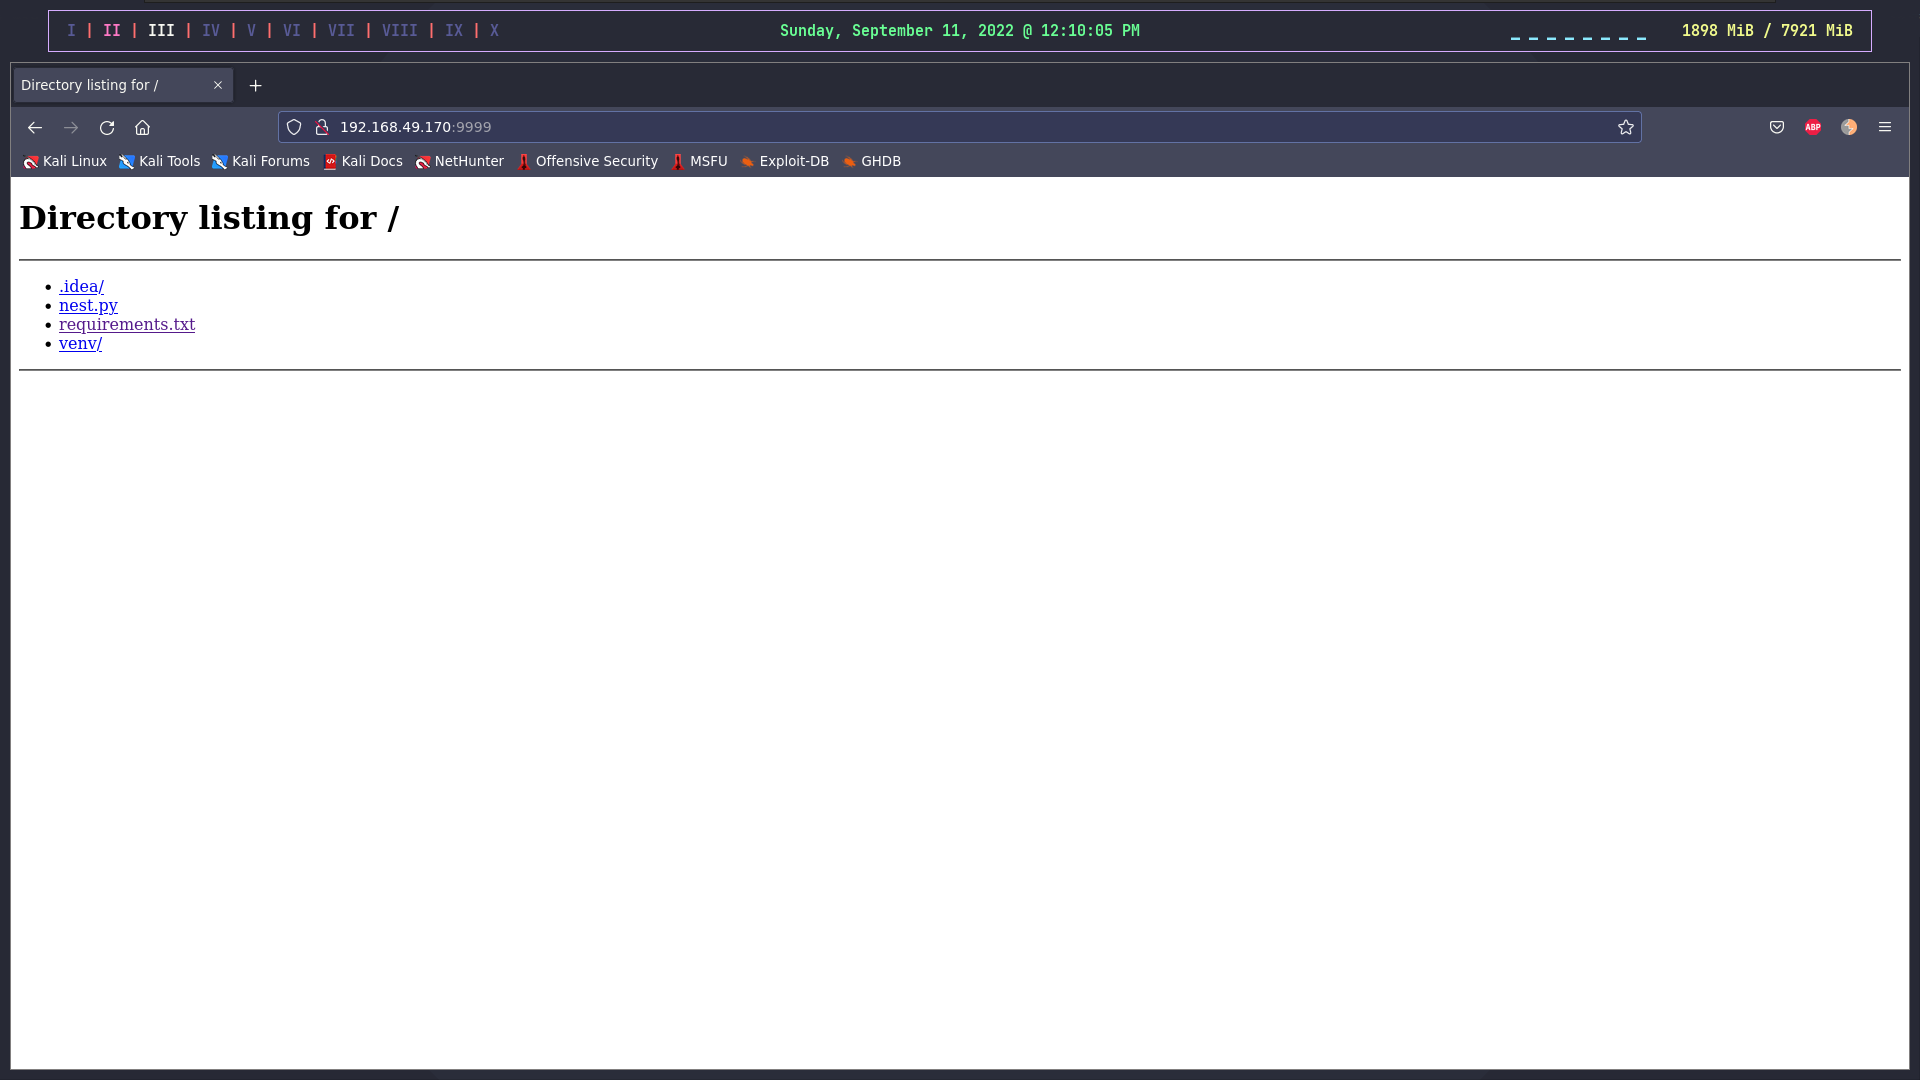 I | II | III | IV | V | VI | VII | VIII | IX | X
Sunday, September 11, 2022 @ 12:10:05 PM
1898 MiB / 7921 MiB
Directory listing for /
192.168.49.170:9999
ABP
Kali Linux Kali Tools Kali Forums Kali Docs NetHunter Offensive Security MSFU Exploit-DB GHDB
Directory listing for /
.idea/
nest.py
requirements.txt
venv/